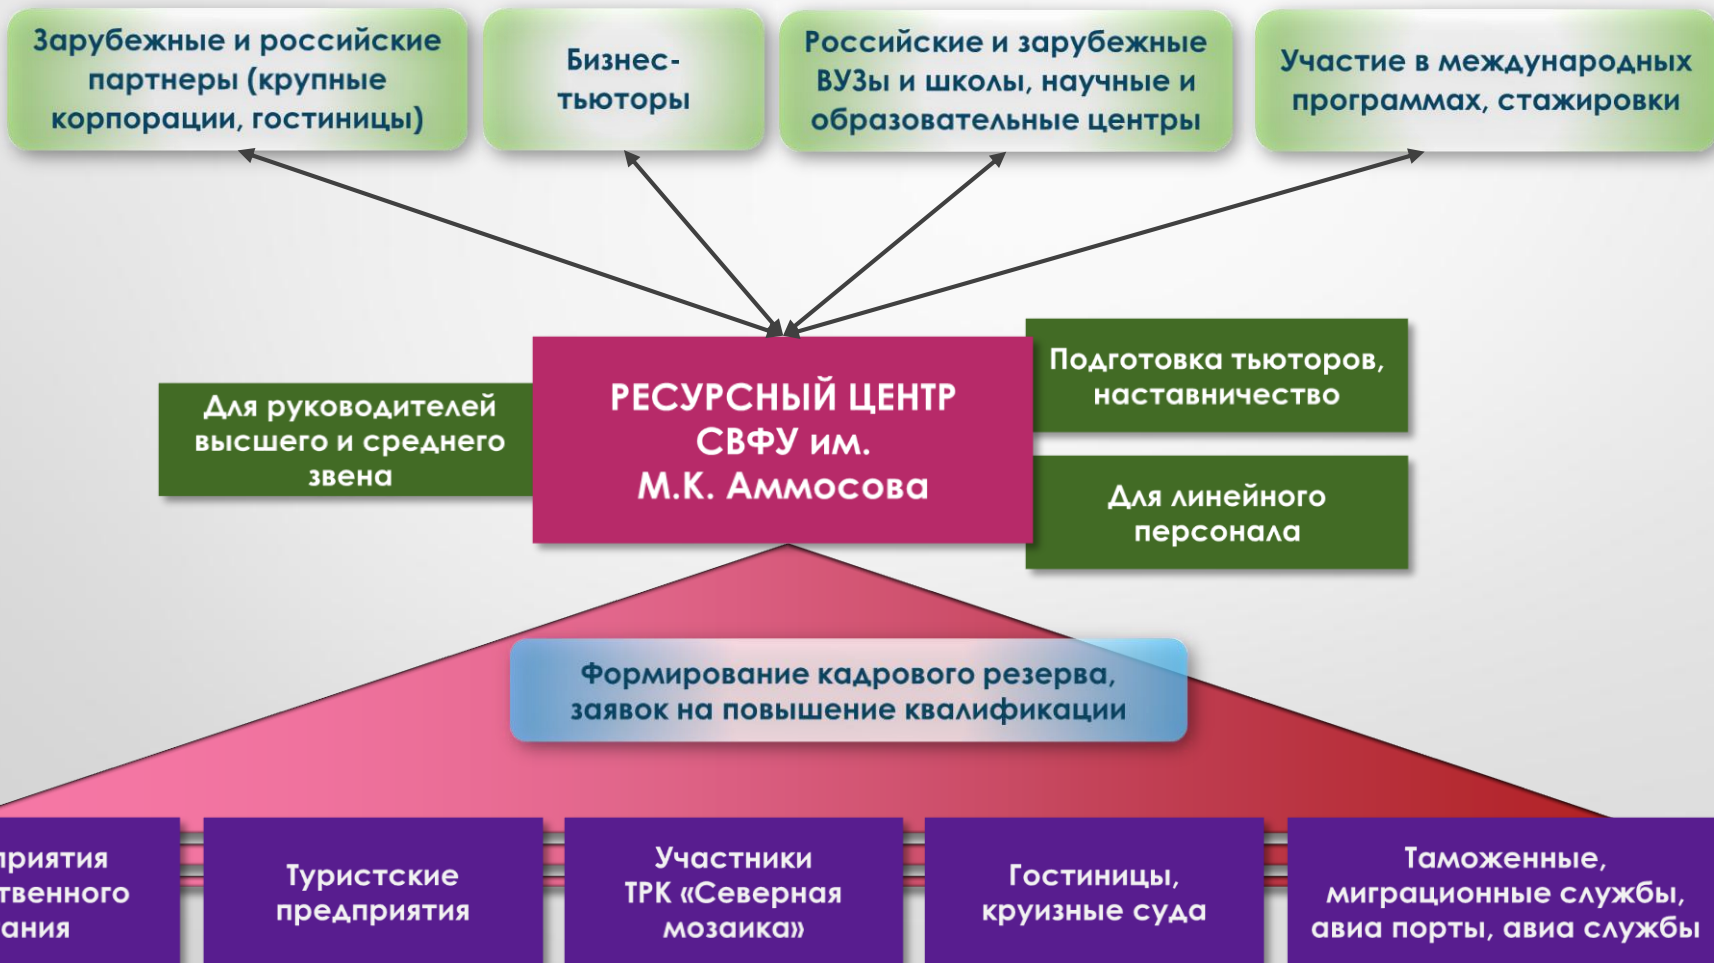 Зарубежные и российские
партнеры (крупные
корпорации, гостиницы)
Бизнес-
тьюторы
Российские и зарубежные
ВУЗы и школы, научные и
образовательные центры
Участие в международных
программах, стажировки
Для руководителей
высшего и среднего
звена
РЕСУРСНЫЙ ЦЕНТР
СВФУ им.
М.К. Аммосова
Подготовка тьюторов,
наставничество
Для линейного
персонала
Формирование кадрового резерва,
заявок на повышение квалификации
приятия
твенного
ания
Туристские
предприятия
Участники
ТРК «Северная
мозаика»
Гостиницы,
круизные суда
Таможенные,
миграционные службы,
авиа порты, авиа службы